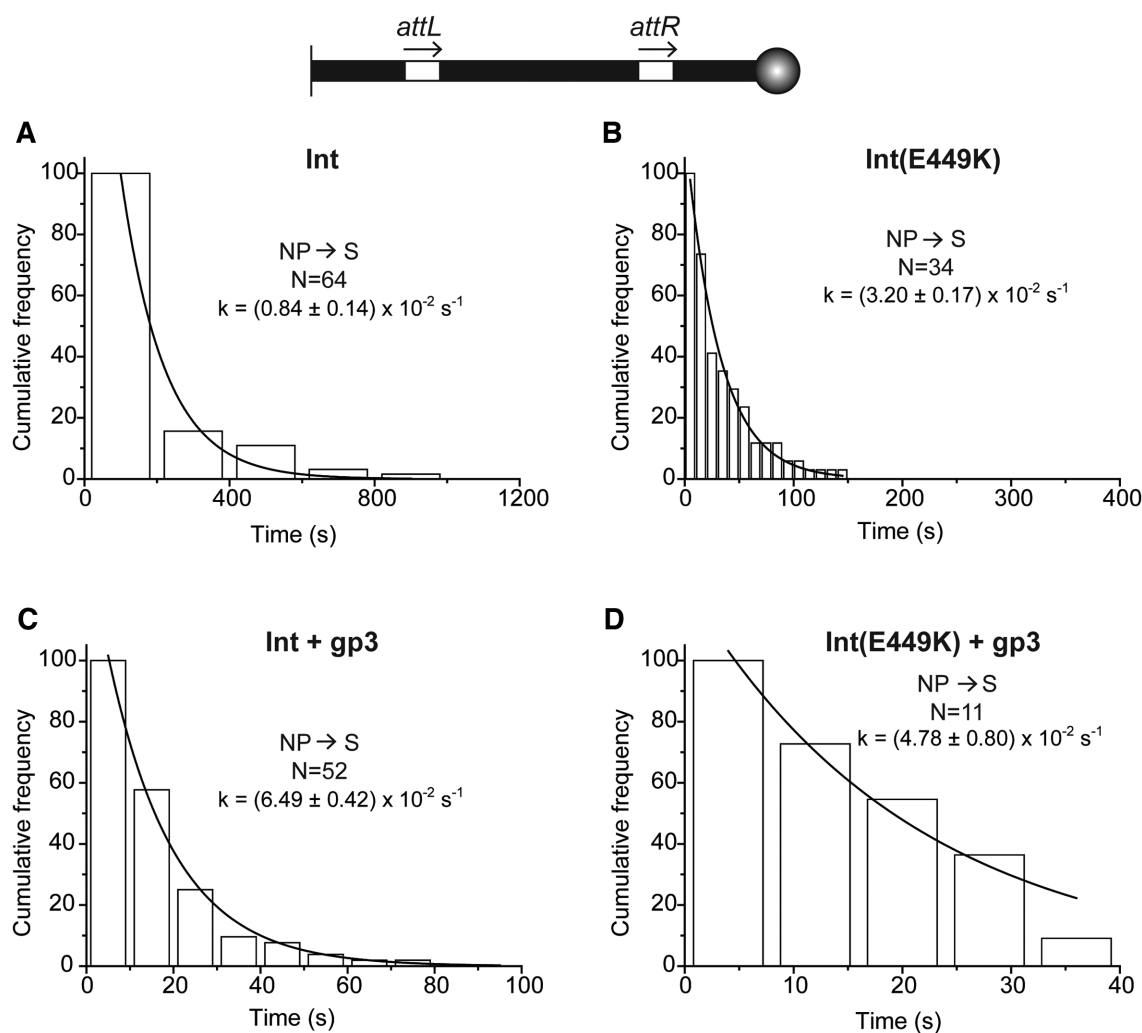 attL attR
A
Int
Cumulative frequency
100
80
60
40
20
0
NP → S
N=64
k = (0.84 ± 0.14) x 10⁻² s⁻¹
0 400 800 1200
Time (s)
B
Int(E449K)
Cumulative frequency
100
80
60
40
20
0
NP → S
N=34
k = (3.20 ± 0.17) x 10⁻² s⁻¹
0 100 200 300 400
Time (s)
C
Int + gp3
Cumulative frequency
100
80
60
40
20
0
NP → S
N=52
k = (6.49 ± 0.42) x 10⁻² s⁻¹
0 20 40 60 80 100
Time (s)
D
Int(E449K) + gp3
Cumulative frequency
100
80
60
40
20
0
NP → S
N=11
k = (4.78 ± 0.80) x 10⁻² s⁻¹
0 10 20 30 40
Time (s)